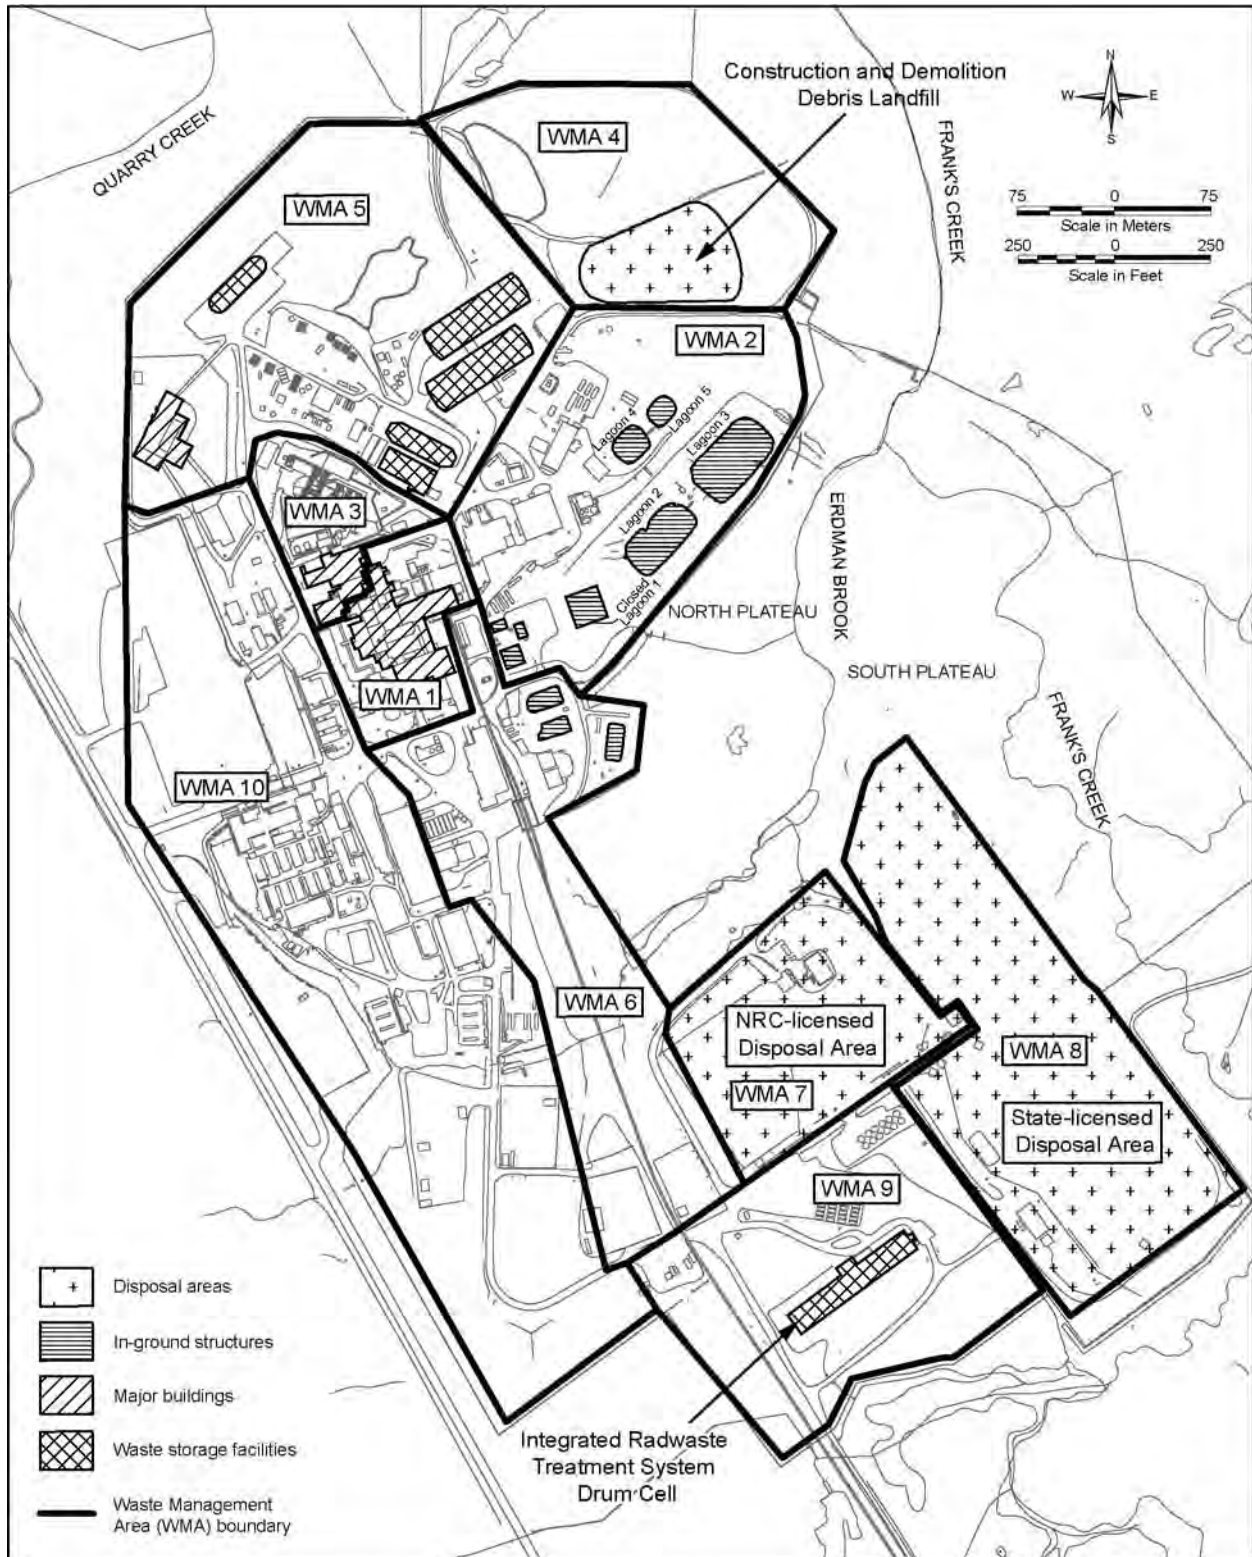 Construction and Demolition
Debris Landfill
N
W E
S
QUARRY CREEK
WMA 4
FRANK'S CREEK
75 0 75
Scale in Meters
250 0 250
Scale in Feet
WMA 5
WMA 2
Lagoon 4
Lagoon 5
Lagoon 3
Lagoon 2
WMA 3
Closed
Lagoon 1
NORTH PLATEAU
ERDMAN BROOK
SOUTH PLATEAU
WMA 1
FRANK'S CREEK
WMA 10
WMA 6
NRC-licensed
Disposal Area
WMA 8
WMA 7
State-licensed
Disposal Area
WMA 9
Disposal areas
In-ground structures
Major buildings
Waste storage facilities
Waste Management
Area (WMA) boundary
Integrated Radwaste
Treatment System
Drum Cell